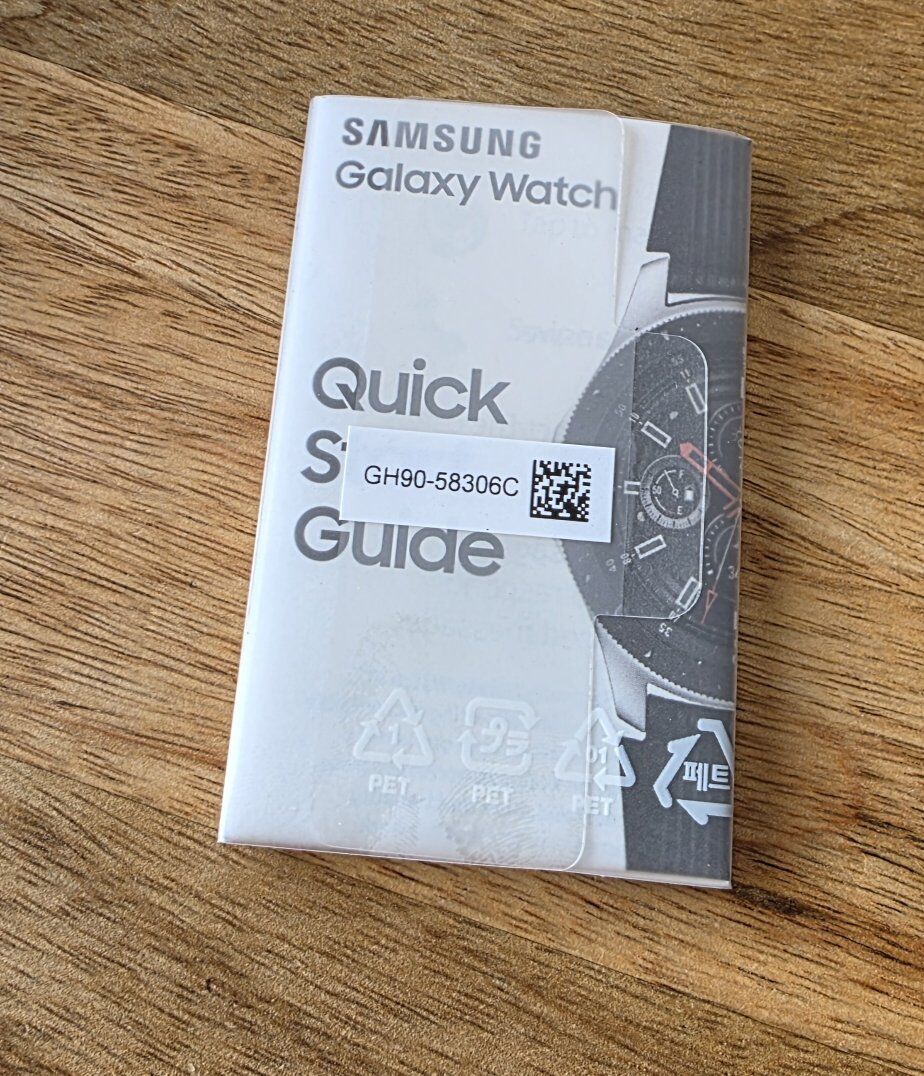 SAMSUNG
Galaxy Watch
Quick
GH90-58306C
Guide
1
PET
PET
01
PET
페트